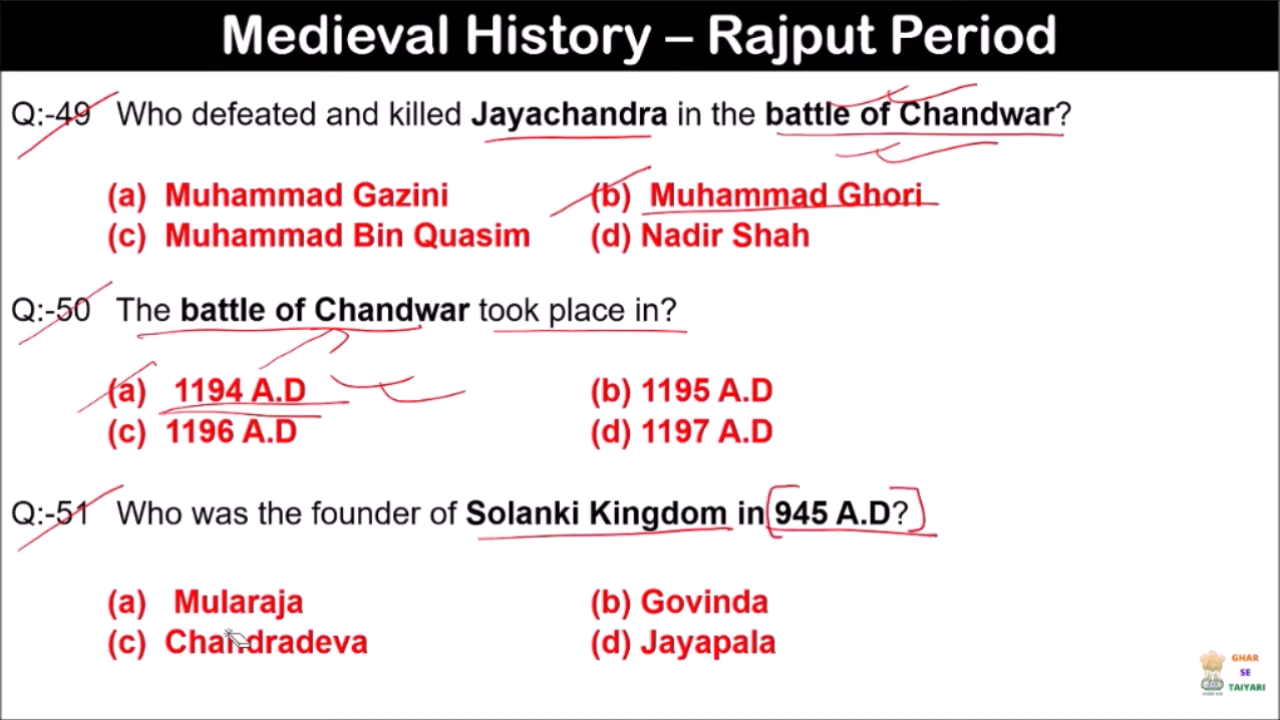 Medieval History – Rajput Period
Q:-49 Who defeated and killed Jayachandra in the battle of Chandwar?
(a) Muhammad Gazini (b) Muhammad Ghori
(c) Muhammad Bin Quasim (d) Nadir Shah
Q:-50 The battle of Chandwar took place in?
(a) 1194 A.D (b) 1195 A.D
(c) 1196 A.D (d) 1197 A.D
Q:-51 Who was the founder of Solanki Kingdom in 945 A.D?
(a) Mularaja (b) Govinda
(c) Chandradeva (d) Jayapala
GHAR
SE
TAIYARI